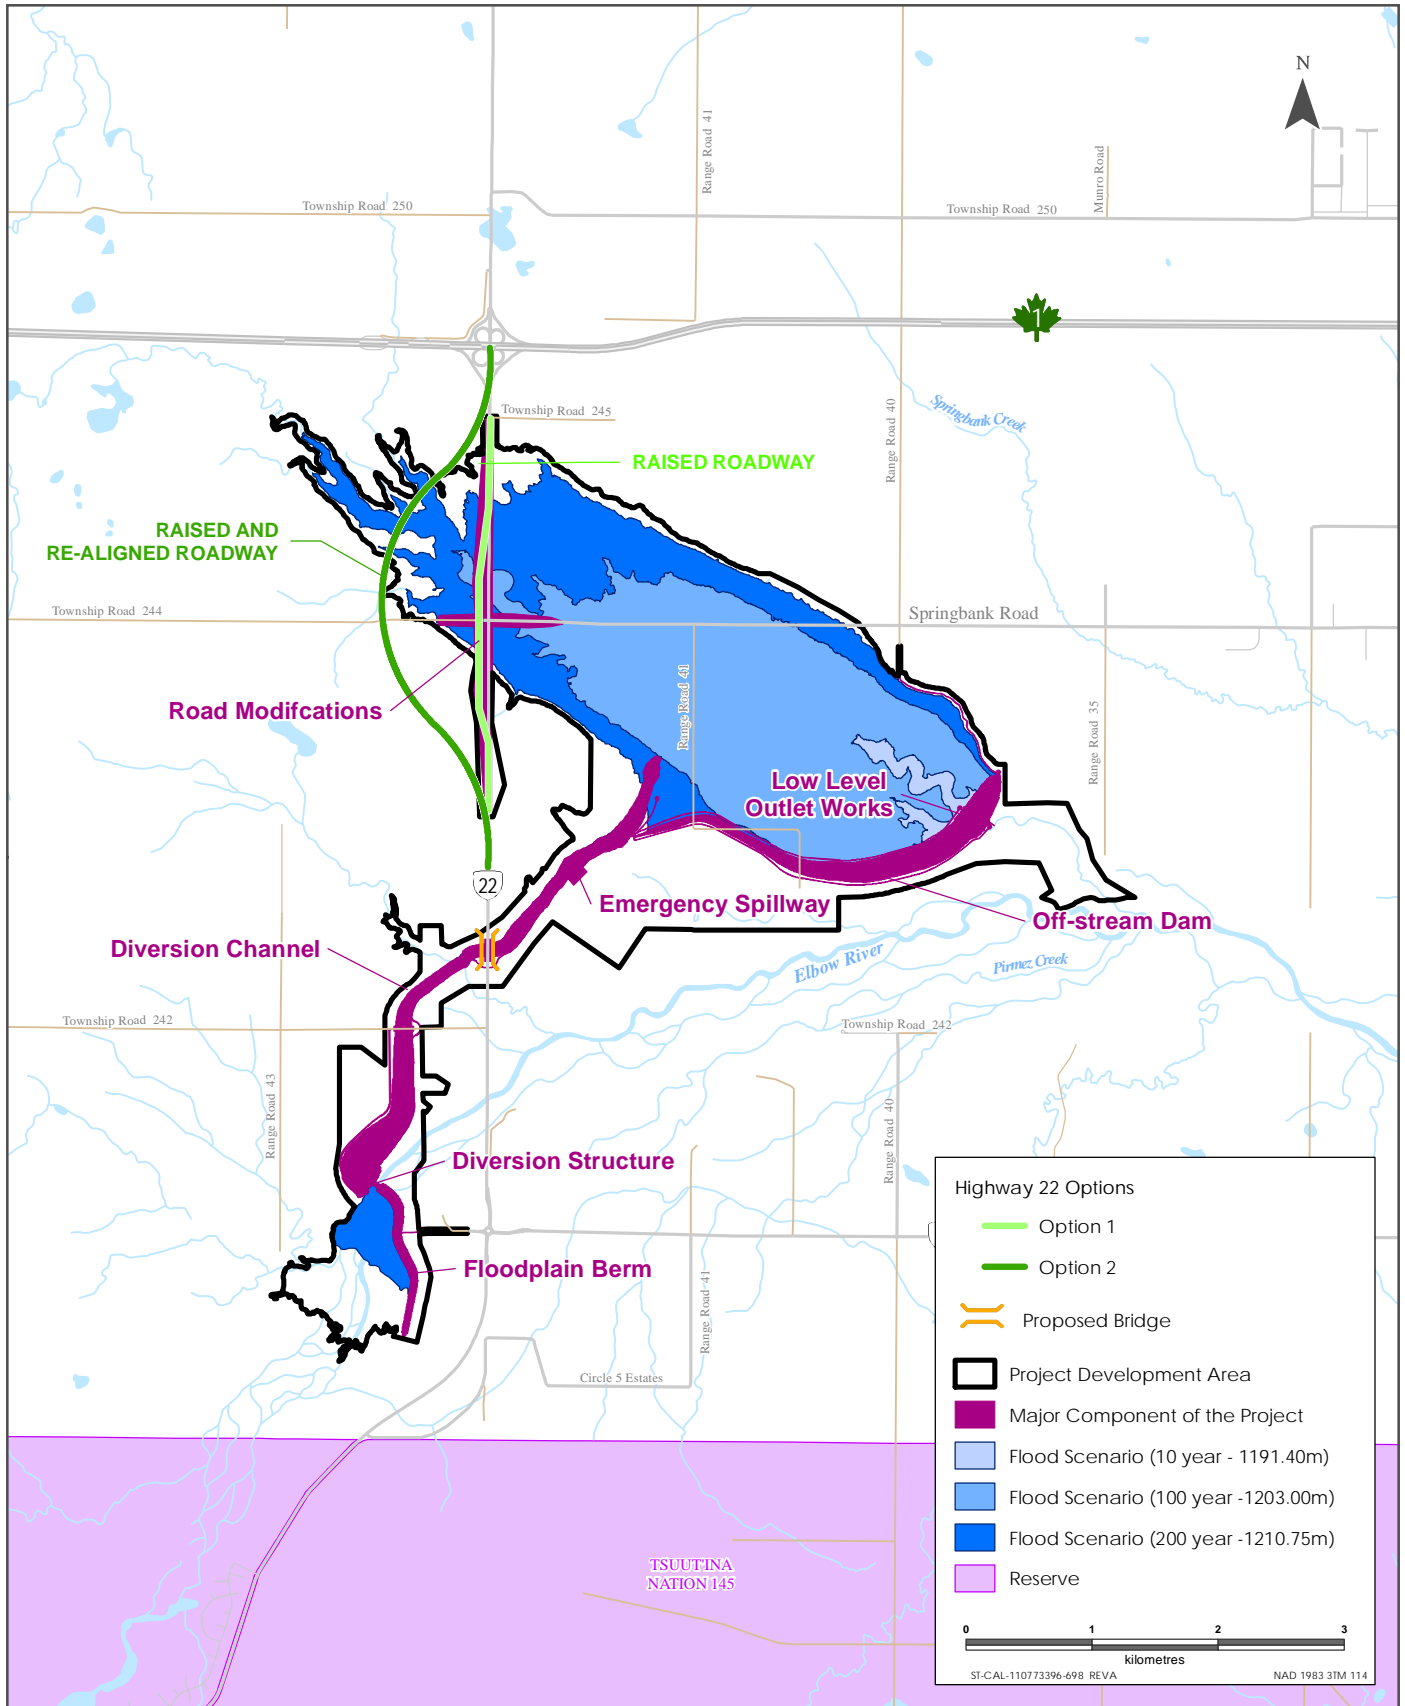 N
Range Road 41
Munro Road
Township Road 250
Township Road 250
1
Township Road 245
Range Road 40
Springbank Creek
RAISED ROADWAY
RAISED AND
RE-ALIGNED ROADWAY
Township Road 244
Springbank Road
Range Road 41
Road Modifcations
Range Road 35
Low Level
Outlet Works
22
Emergency Spillway
Off-stream Dam
Diversion Channel
Elbow River
Pirmez Creek
Township Road 242
Township Road 242
Range Road 43
Range Road 40
Diversion Structure
Floodplain Berm
Range Road 41
Circle 5 Estates
TSUUT'INA
NATION 145
Highway 22 Options
Option 1
Option 2
Proposed Bridge
Project Development Area
Major Component of the Project
Flood Scenario (10 year - 1191.40m)
Flood Scenario (100 year -1203.00m)
Flood Scenario (200 year -1210.75m)
Reserve
0 1 2 3
kilometres
ST-CAL-110773396-698 REVA NAD 1983 3TM 114